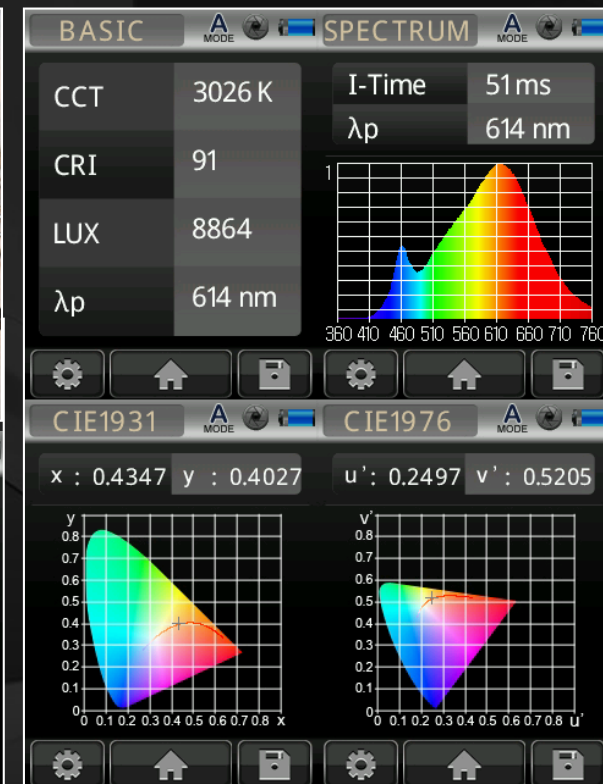 BASIC A MODE
CCT 3026 K
CRI 91
LUX 8864
λp 614 nm
SPECTRUM A MODE
I-Time 51 ms
λp 614 nm
1
360 410 460 510 560 610 660 710 760
CIE1931 A MODE
x : 0.4347 y : 0.4027
y
0.8
0.7
0.6
0.5
0.4
0.3
0.2
0.1
0
0 0.1 0.2 0.3 0.4 0.5 0.6 0.7 0.8 x
CIE1976 A MODE
u': 0.2497 v': 0.5205
v'
0.8
0.7
0.6
0.5
0.4
0.3
0.2
0.1
0
0 0.1 0.2 0.3 0.4 0.5 0.6 0.7 0.8 u'